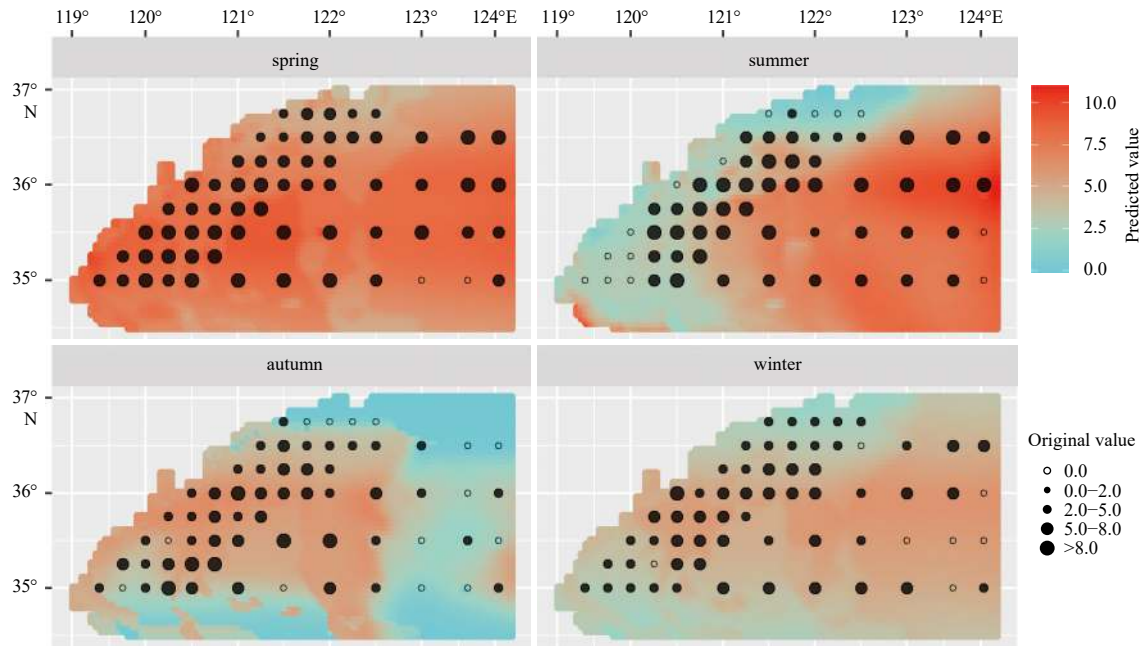 119° 120° 121° 122° 123° 124°E 119° 120° 121° 122° 123° 124°E
spring summer
37°
N
36°
35°
10.0
7.5
5.0
2.5
0.0
Predicted value
autumn winter
37°
N
36°
35°
Original value
0.0
0.0−2.0
2.0−5.0
5.0−8.0
>8.0